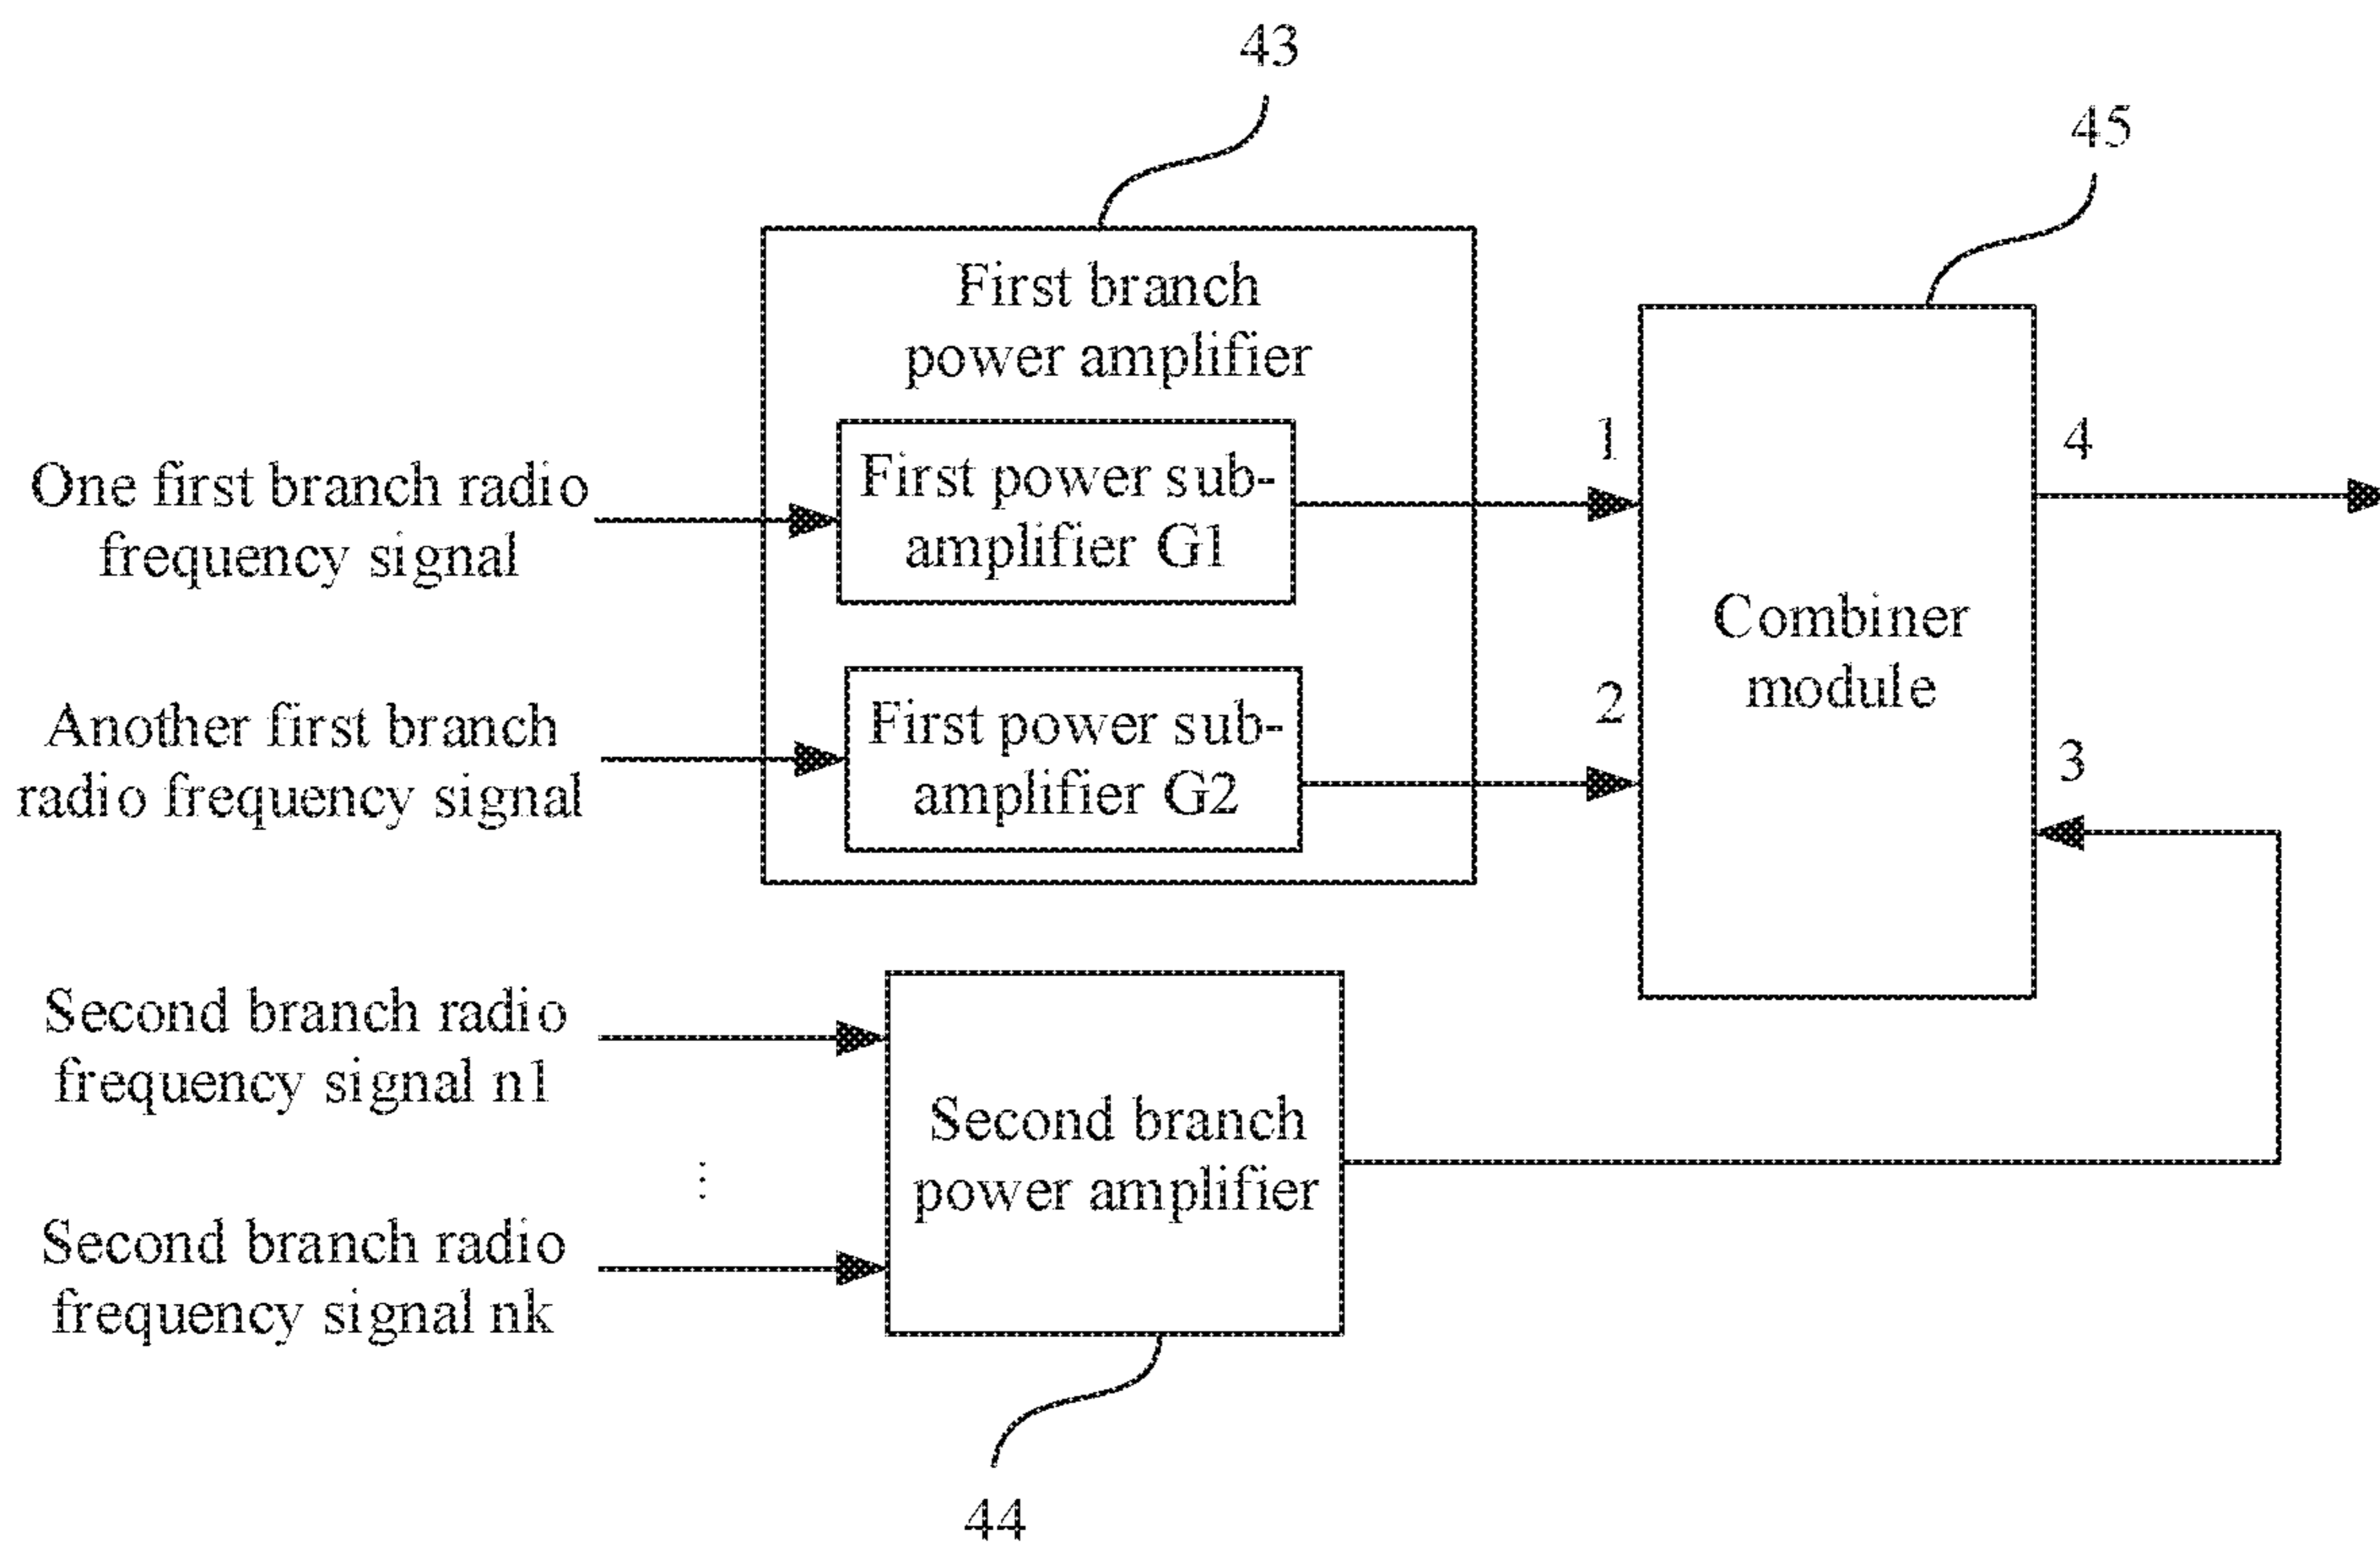 43
45
First branch
power amplifier
One first branch radio
frequency signal
First power sub-
amplifier G1
1
4
Combiner
module
Another first branch
radio frequency signal
First power sub-
amplifier G2
2
3
Second branch radio
frequency signal n1
⋮
Second branch radio
frequency signal nk
Second branch
power amplifier
44